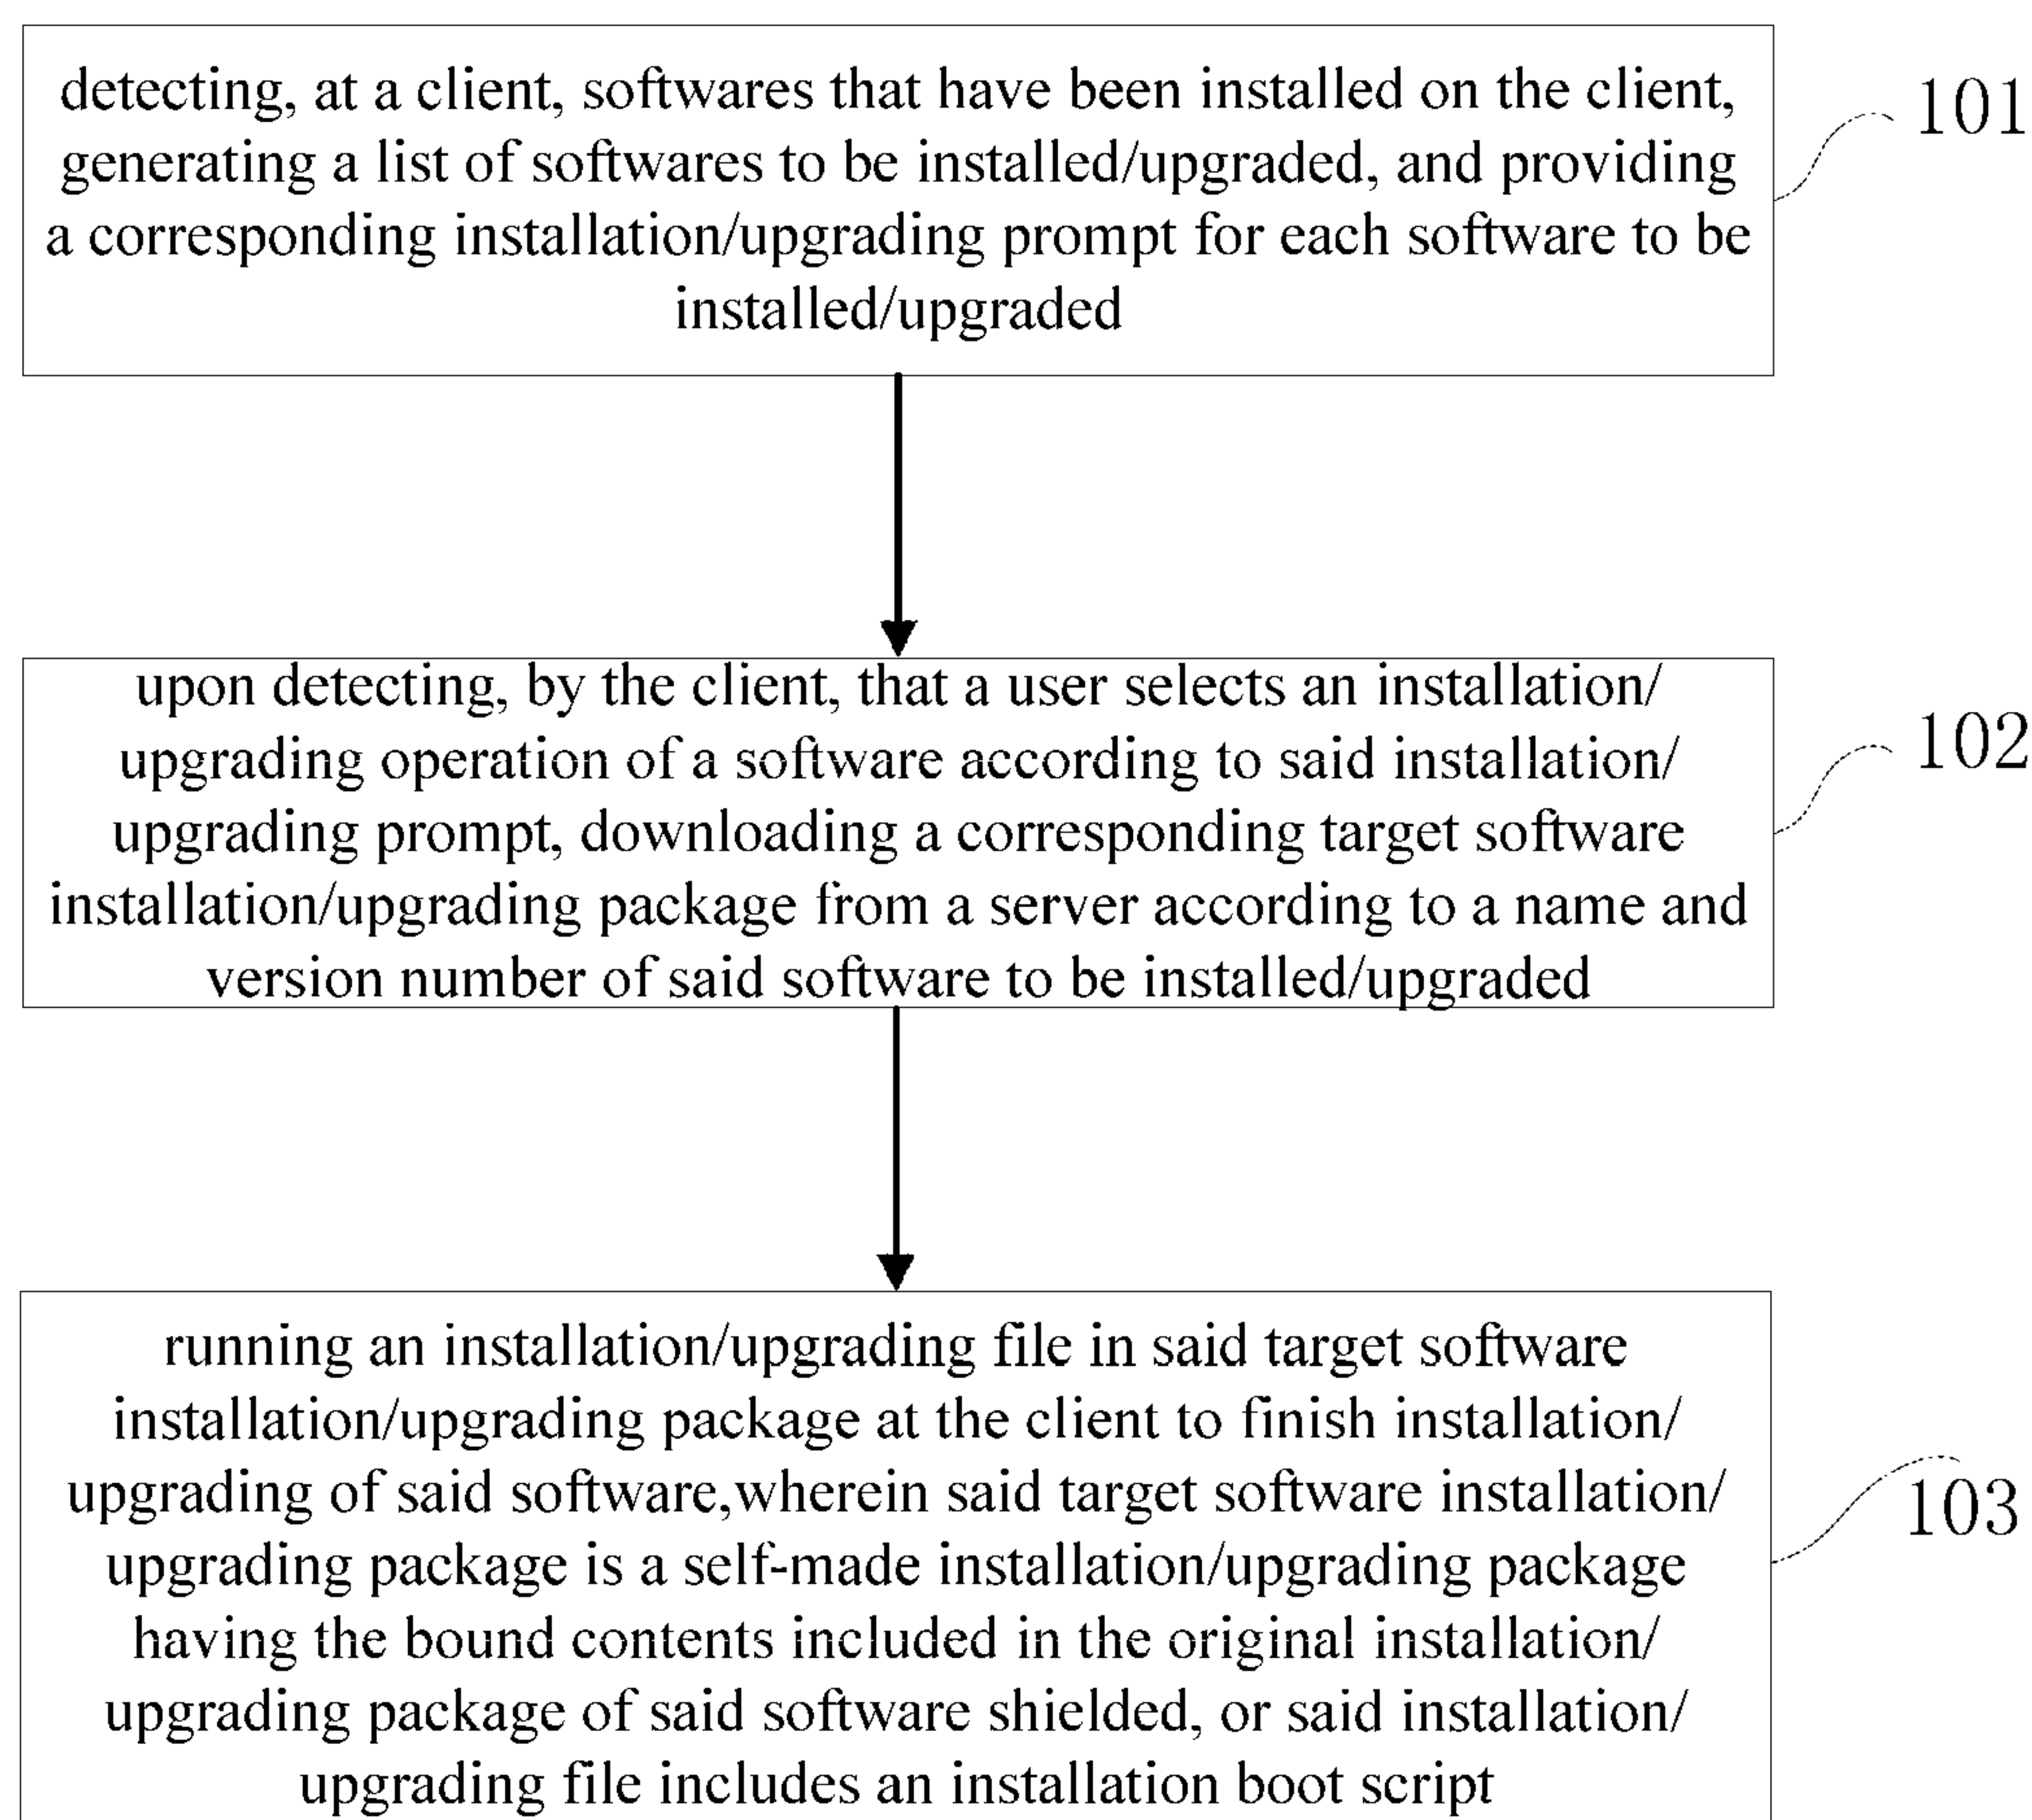 detecting, at a client, softwares that have been installed on the client,
generating a list of softwares to be installed/upgraded, and providing
a corresponding installation/upgrading prompt for each software to be
installed/upgraded
101
upon detecting, by the client, that a user selects an installation/
upgrading operation of a software according to said installation/
upgrading prompt, downloading a corresponding target software
installation/upgrading package from a server according to a name and
version number of said software to be installed/upgraded
102
running an installation/upgrading file in said target software
installation/upgrading package at the client to finish installation/
upgrading of said software,wherein said target software installation/
upgrading package is a self-made installation/upgrading package
having the bound contents included in the original installation/
upgrading package of said software shielded, or said installation/
upgrading file includes an installation boot script
103